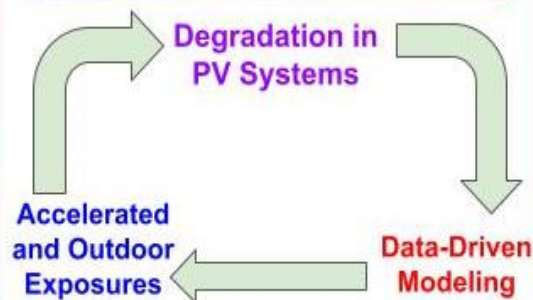 Degradation in
PV Systems
Accelerated
and Outdoor
Exposures
Data-Driven
Modeling